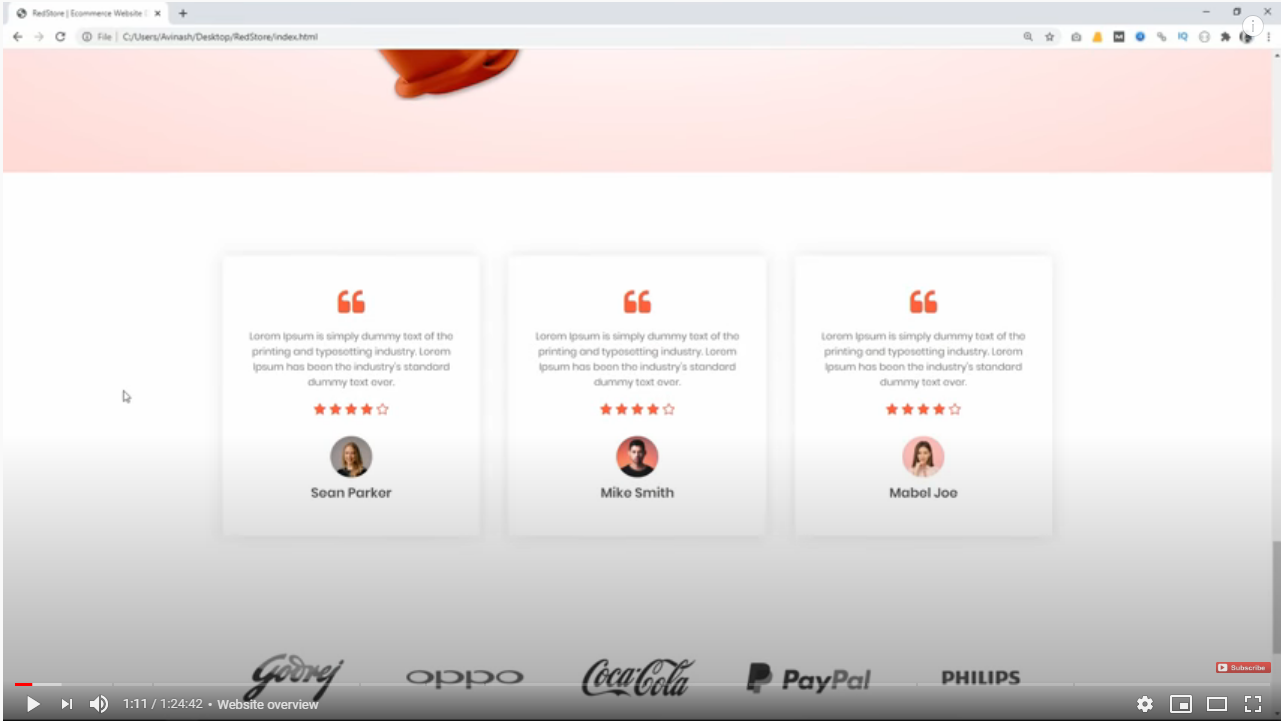 RedStore | Ecommerce Website
File | C:/Users/Avinash/Desktop/RedStore/index.html
Lorem Ipsum is simply dummy text of the
printing and typesetting industry. Lorem
Ipsum has been the industry's standard
dummy text ever.
Sean Parker
Lorem Ipsum is simply dummy text of the
printing and typesetting industry. Lorem
Ipsum has been the industry's standard
dummy text ever.
Mike Smith
Lorem Ipsum is simply dummy text of the
printing and typesetting industry. Lorem
Ipsum has been the industry's standard
dummy text ever.
Mabel Joe
Godrej
oppo
Coca-Cola
PayPal
PHILIPS
Subscribe
1:11 / 1:24:42 • Website overview